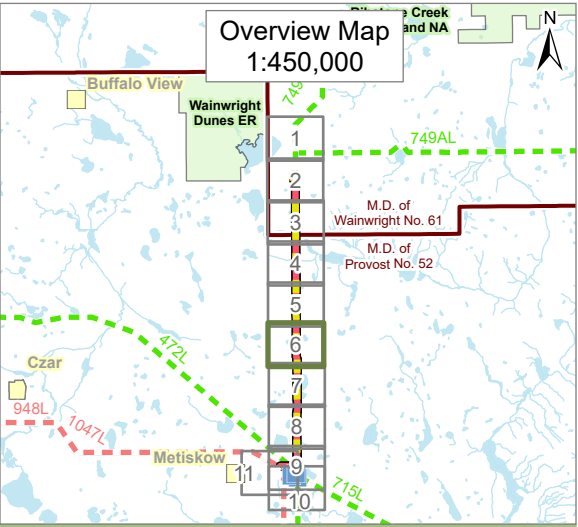 Creek
and NA
Overview Map
1:450,000
N
Buffalo View
Wainwright
Dunes ER
749
1
749AL
2
M.D. of
Wainwright No. 61
3
M.D. of
Provost No. 52
4
5
6
472L
Czar
7
948L
1047L
8
Metiskow
9
11
715L
10